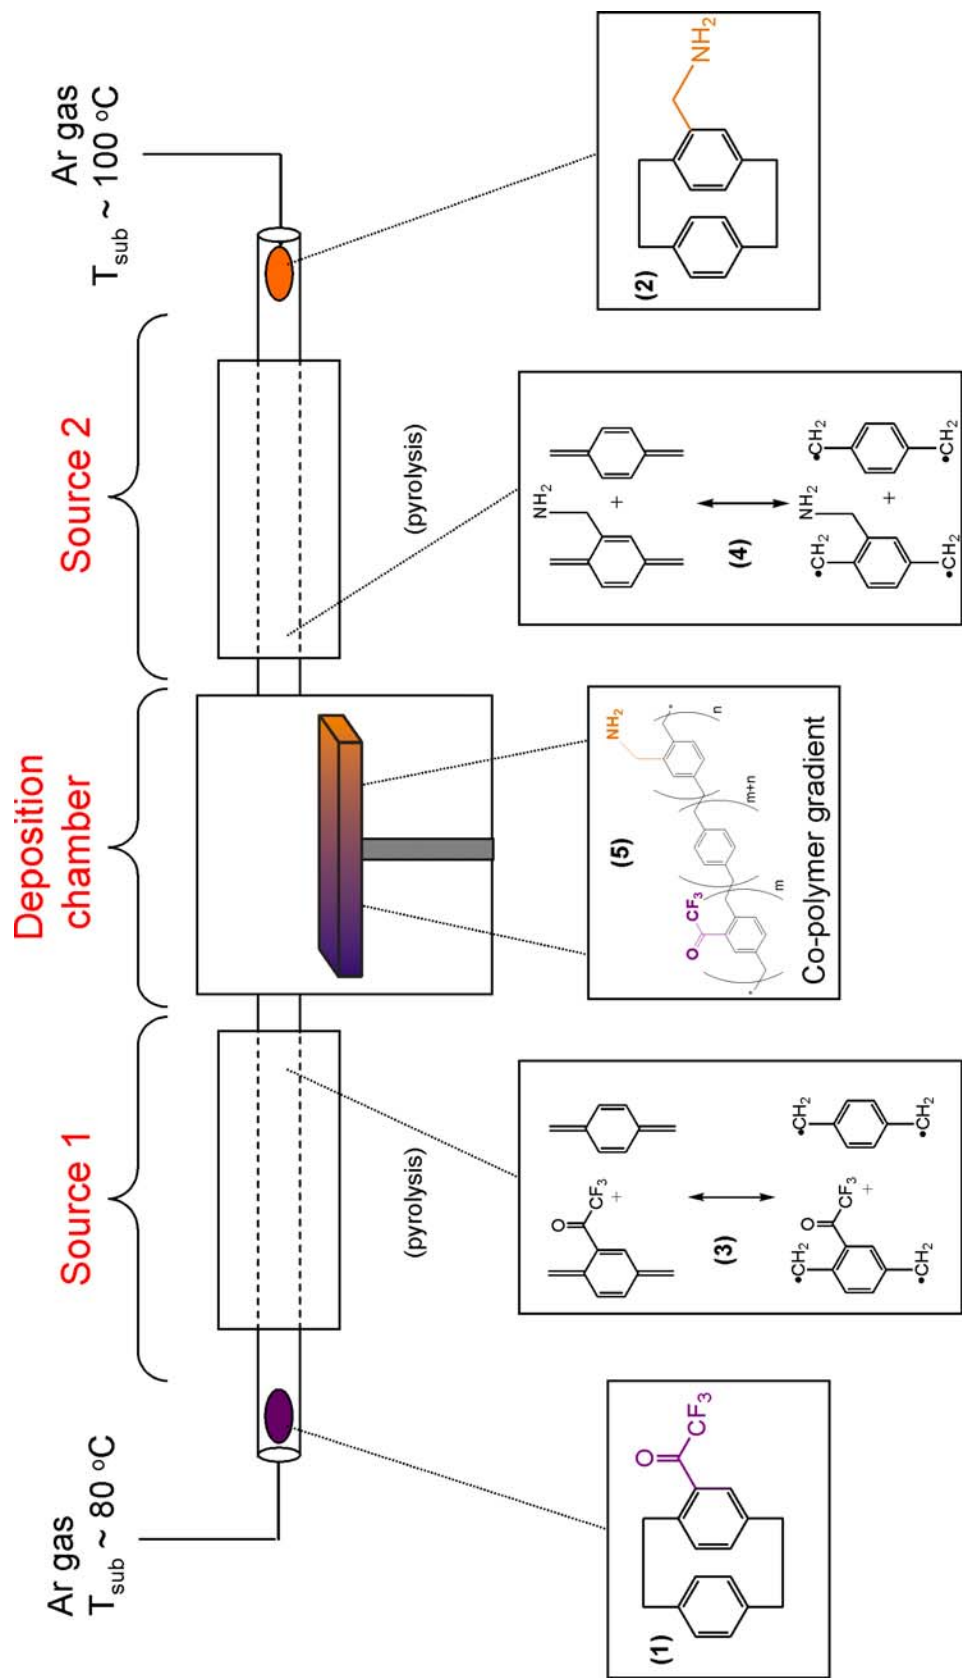 Ar gas
T_sub ~ 80 °C
Source 1
Deposition
chamber
Source 2
Ar gas
T_sub ~ 100 °C
(pyrolysis)
(pyrolysis)
(1)
O
CF3
O
CF3
+
(3)
•CH2
O
CF3
+
•CH2
•CH2
•CH2
(5)
O
CF3
m
m+n
NH2
n
Co-polymer gradient
NH2
+
(4)
•CH2
NH2
+
•CH2
•CH2
•CH2
(2)
NH2